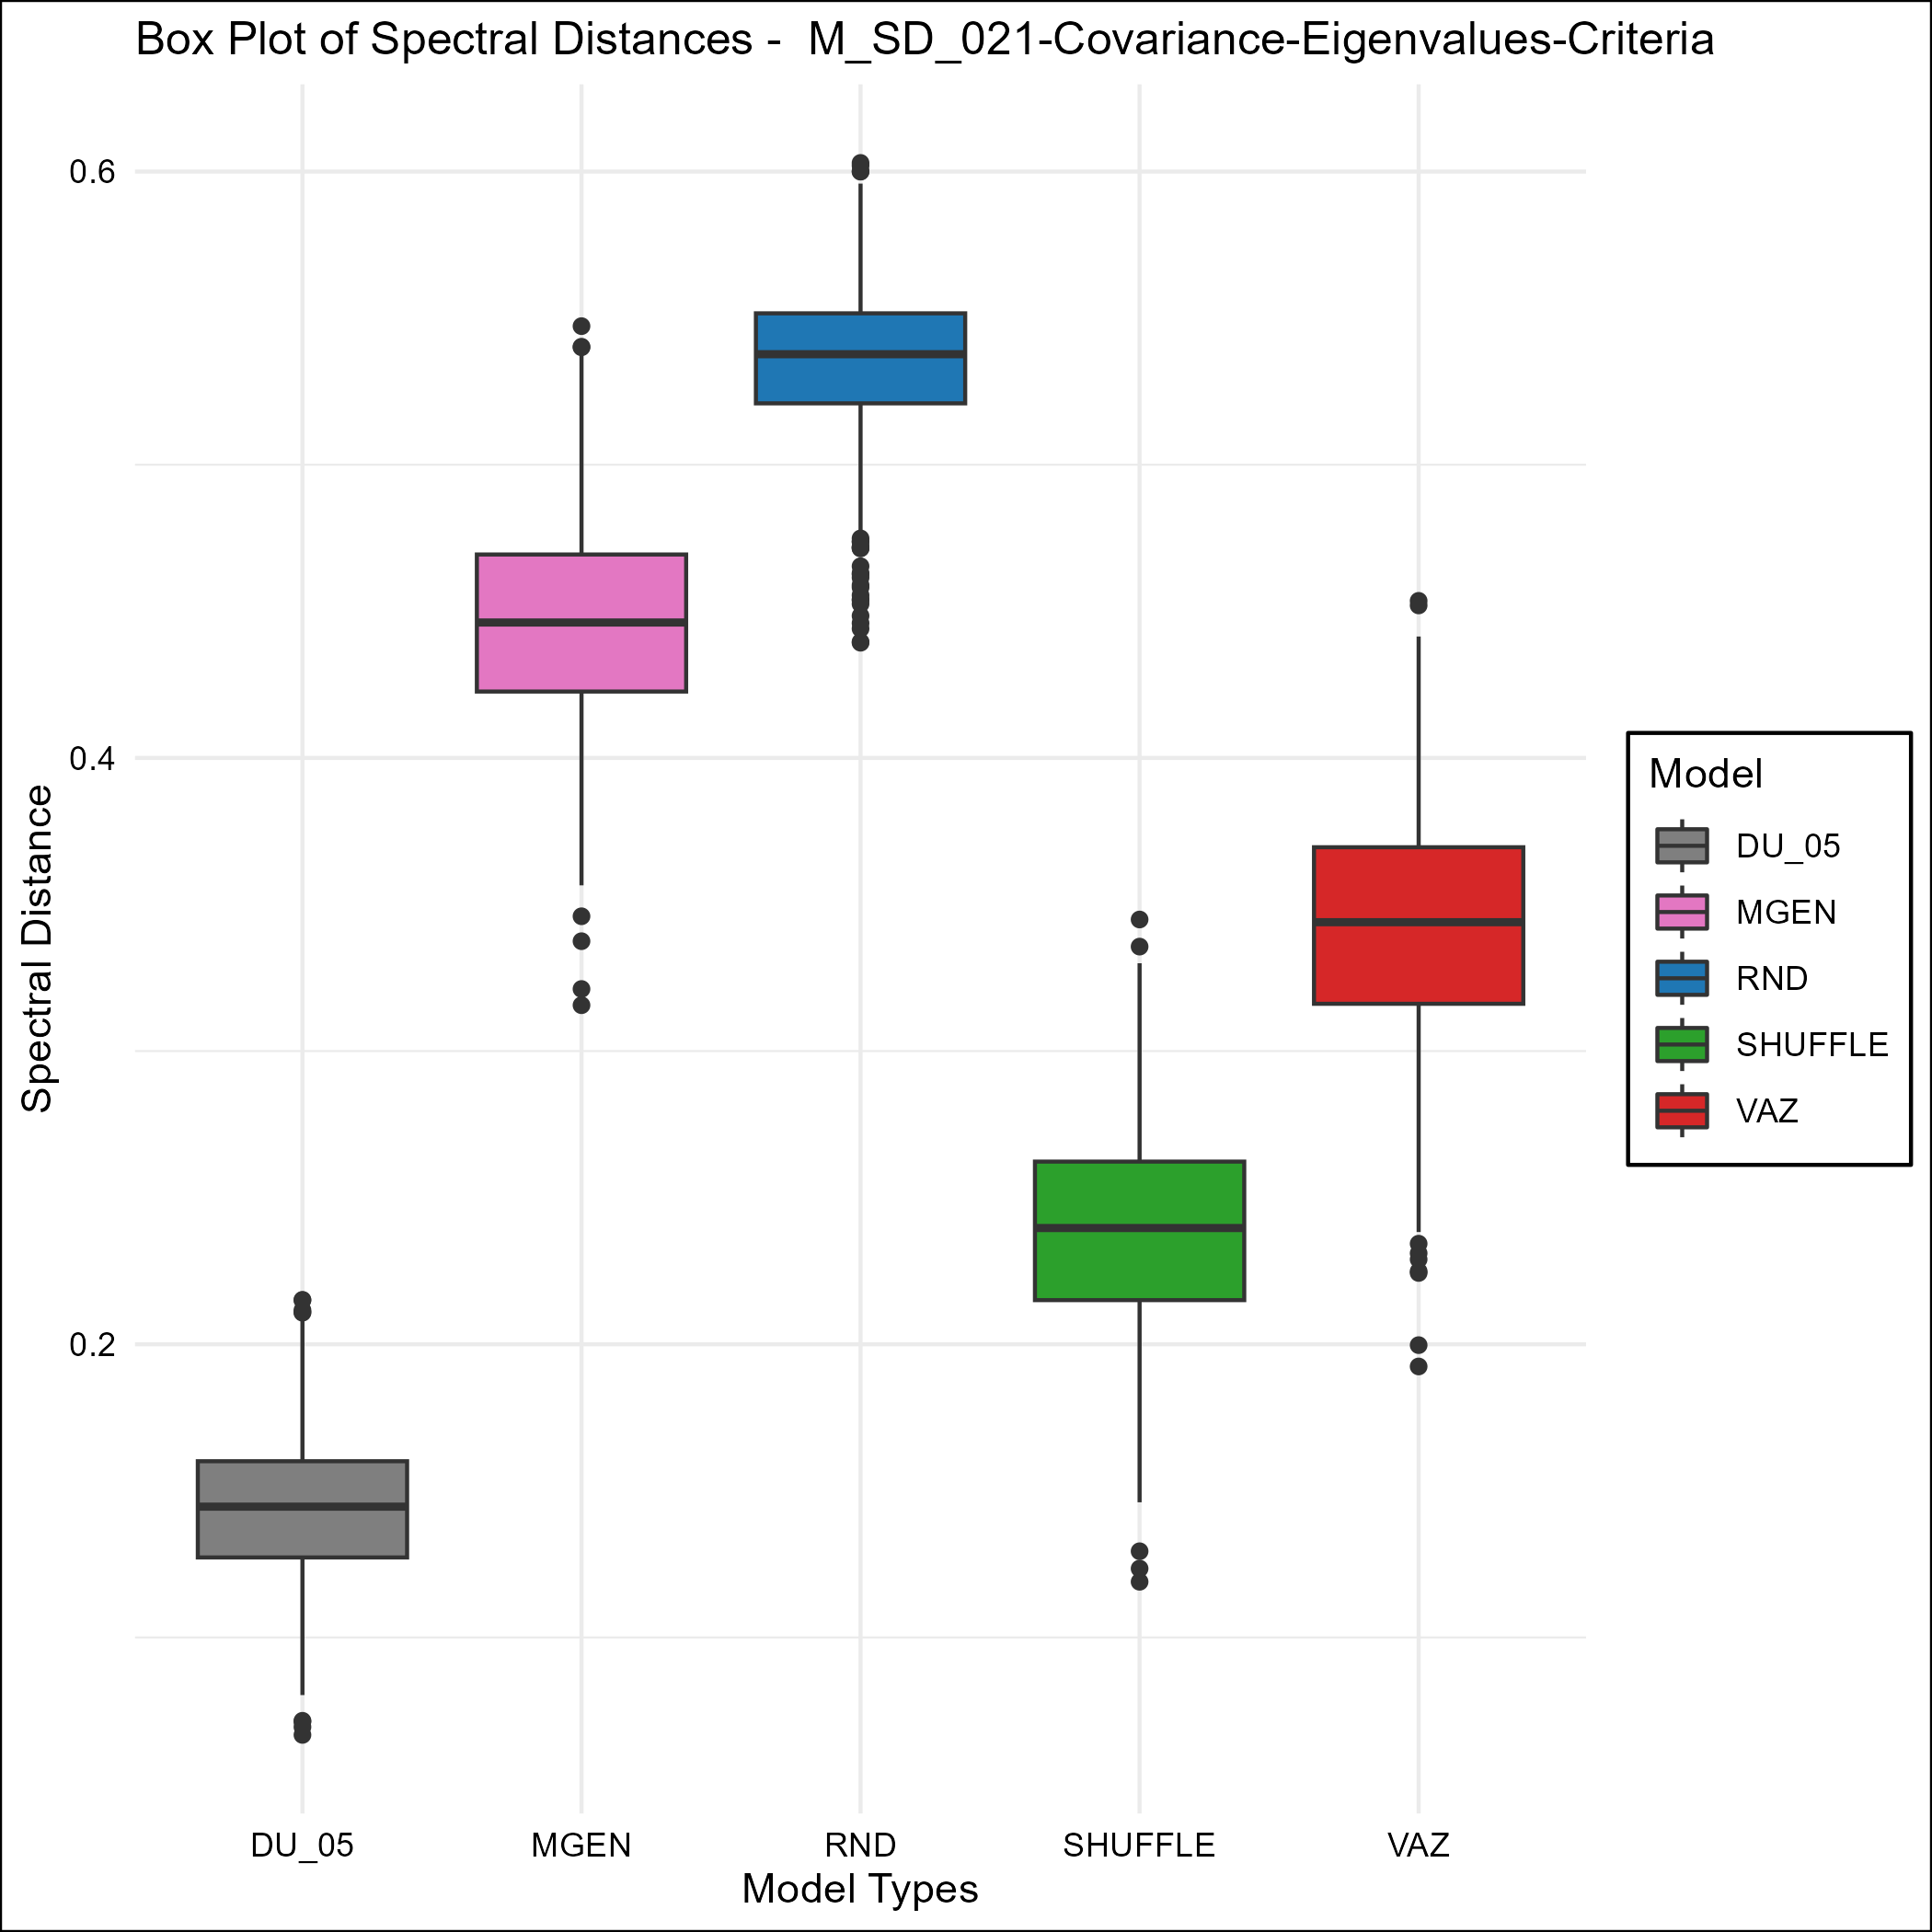 Box Plot of Spectral Distances -  M_SD_021-Covariance-Eigenvalues-Criteria
0.6
0.4
0.2
Spectral Distance
DU_05
MGEN
RND
SHUFFLE
VAZ
Model Types
Model
DU_05
MGEN
RND
SHUFFLE
VAZ